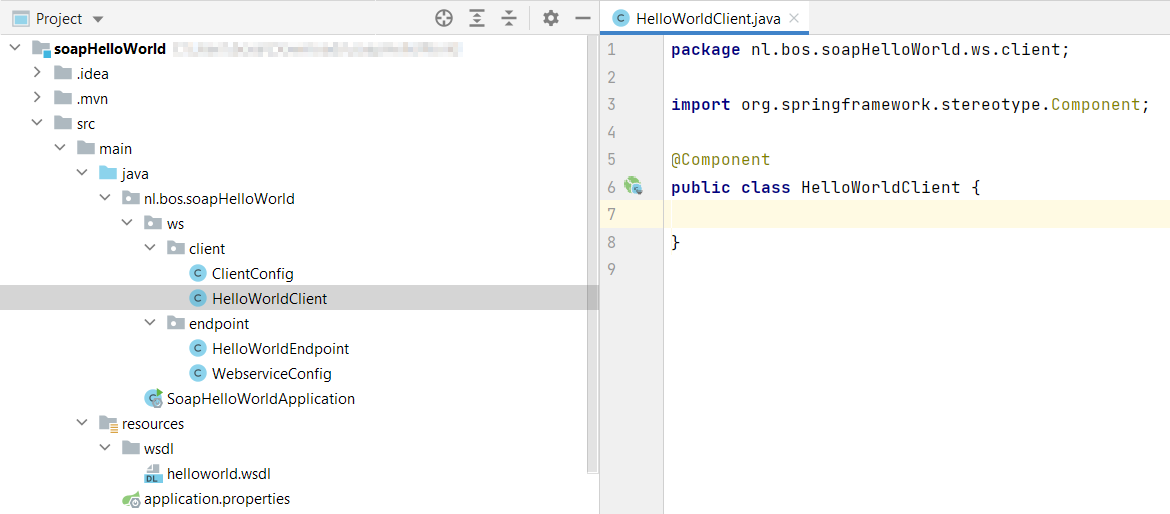 Project
soapHelloWorld
.idea
.mvn
src
main
java
nl.bos.soapHelloWorld
ws
client
ClientConfig
HelloWorldClient
endpoint
HelloWorldEndpoint
WebserviceConfig
SoapHelloWorldApplication
resources
wsdl
DL helloworld.wsdl
application.properties
HelloWorldClient.java
1 package nl.bos.soapHelloWorld.ws.client;
2
3 import org.springframework.stereotype.Component;
4
5 @Component
6 public class HelloWorldClient {
7
8 }
9